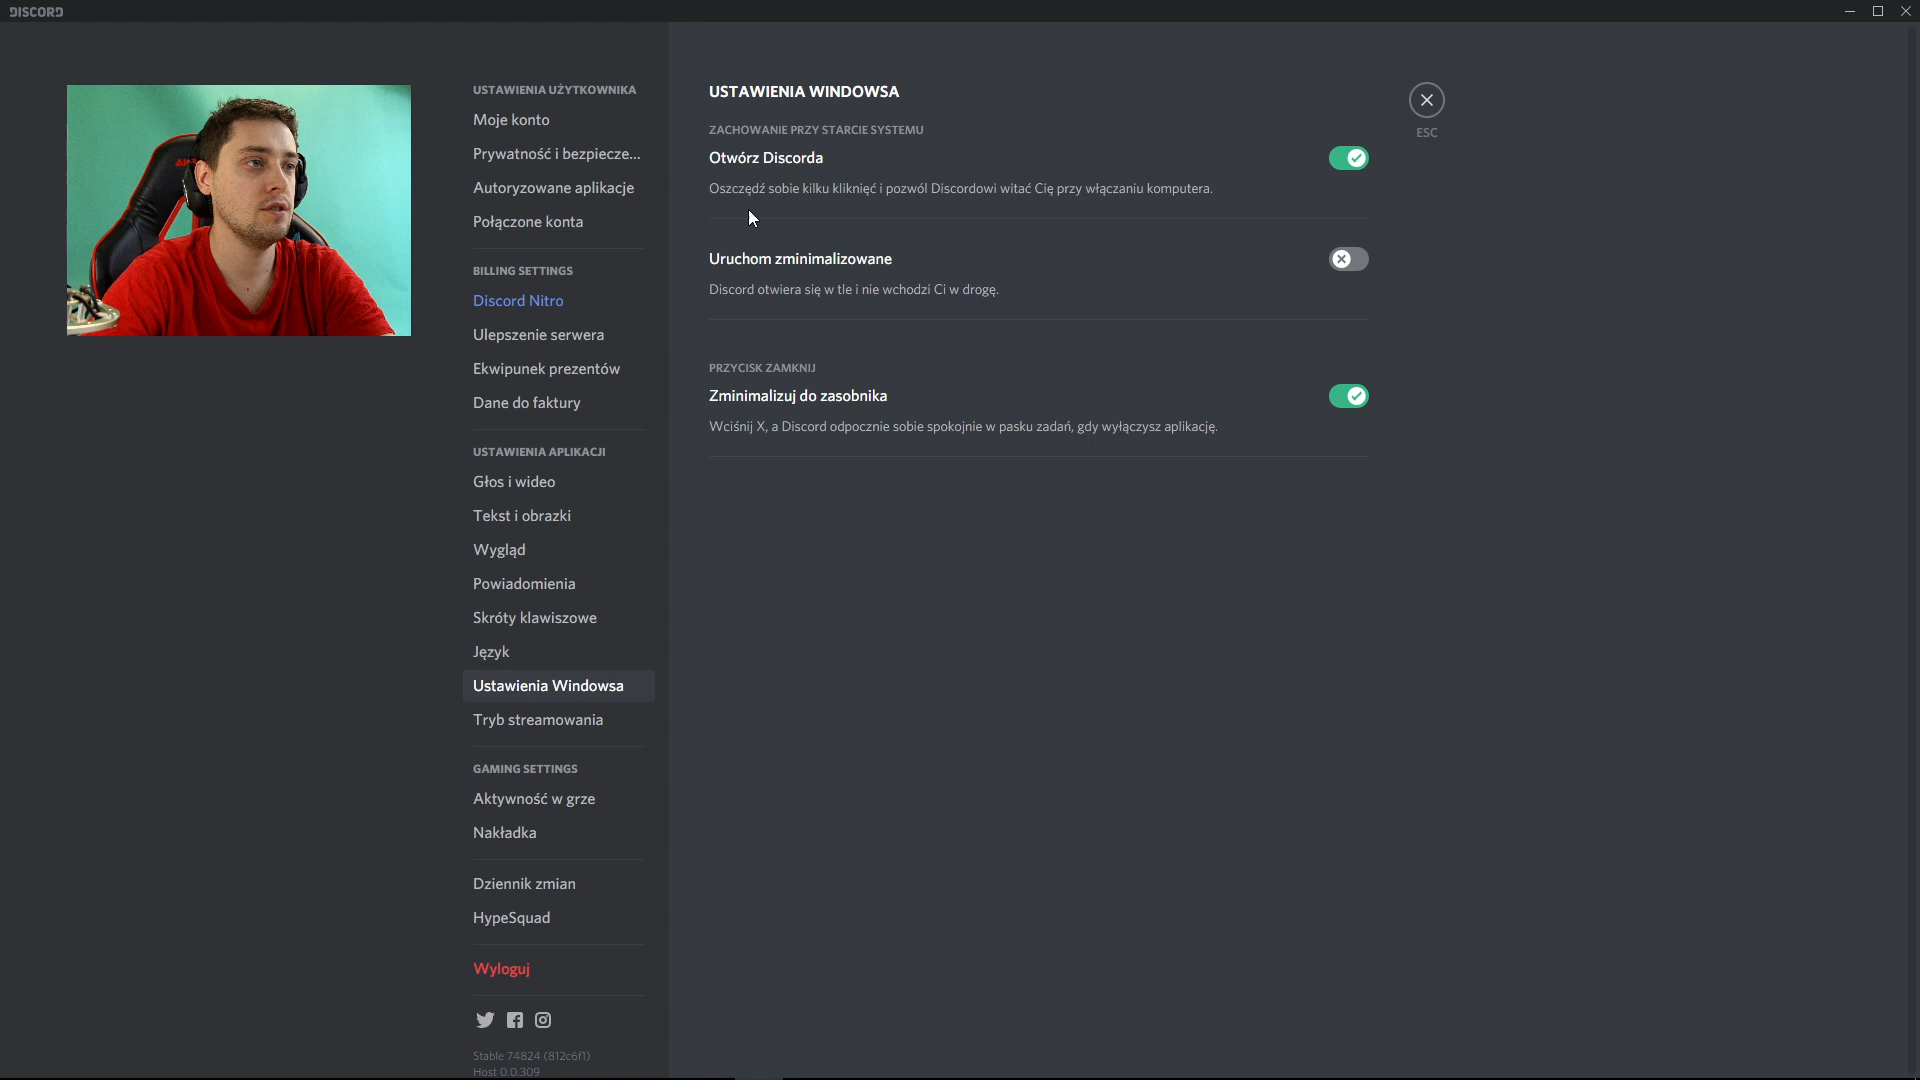 DISCORD
USTAWIENIA UŻYTKOWNIKA
Moje konto
Prywatność i bezpiecze...
Autoryzowane aplikacje
Połączone konta
BILLING SETTINGS
Discord Nitro
Ulepszenie serwera
Ekwipunek prezentów
Dane do faktury
USTAWIENIA APLIKACJI
Głos i wideo
Tekst i obrazki
Wygląd
Powiadomienia
Skróty klawiszowe
Język
Ustawienia Windowsa
Tryb streamowania
GAMING SETTINGS
Aktywność w grze
Nakładka
Dziennik zmian
HypeSquad
Wyloguj
Stable 74824 (812c6f1)
Host 0.0.309
USTAWIENIA WINDOWSA
ZACHOWANIE PRZY STARCIE SYSTEMU
Otwórz Discorda
Oszczędź sobie kilku kliknięć i pozwól Discordowi witać Cię przy włączaniu komputera.
Uruchom zminimalizowane
Discord otwiera się w tle i nie wchodzi Ci w drogę.
PRZYCISK ZAMKNIJ
Zminimalizuj do zasobnika
Wciśnij X, a Discord odpocznie sobie spokojnie w pasku zadań, gdy wyłączysz aplikację.
ESC